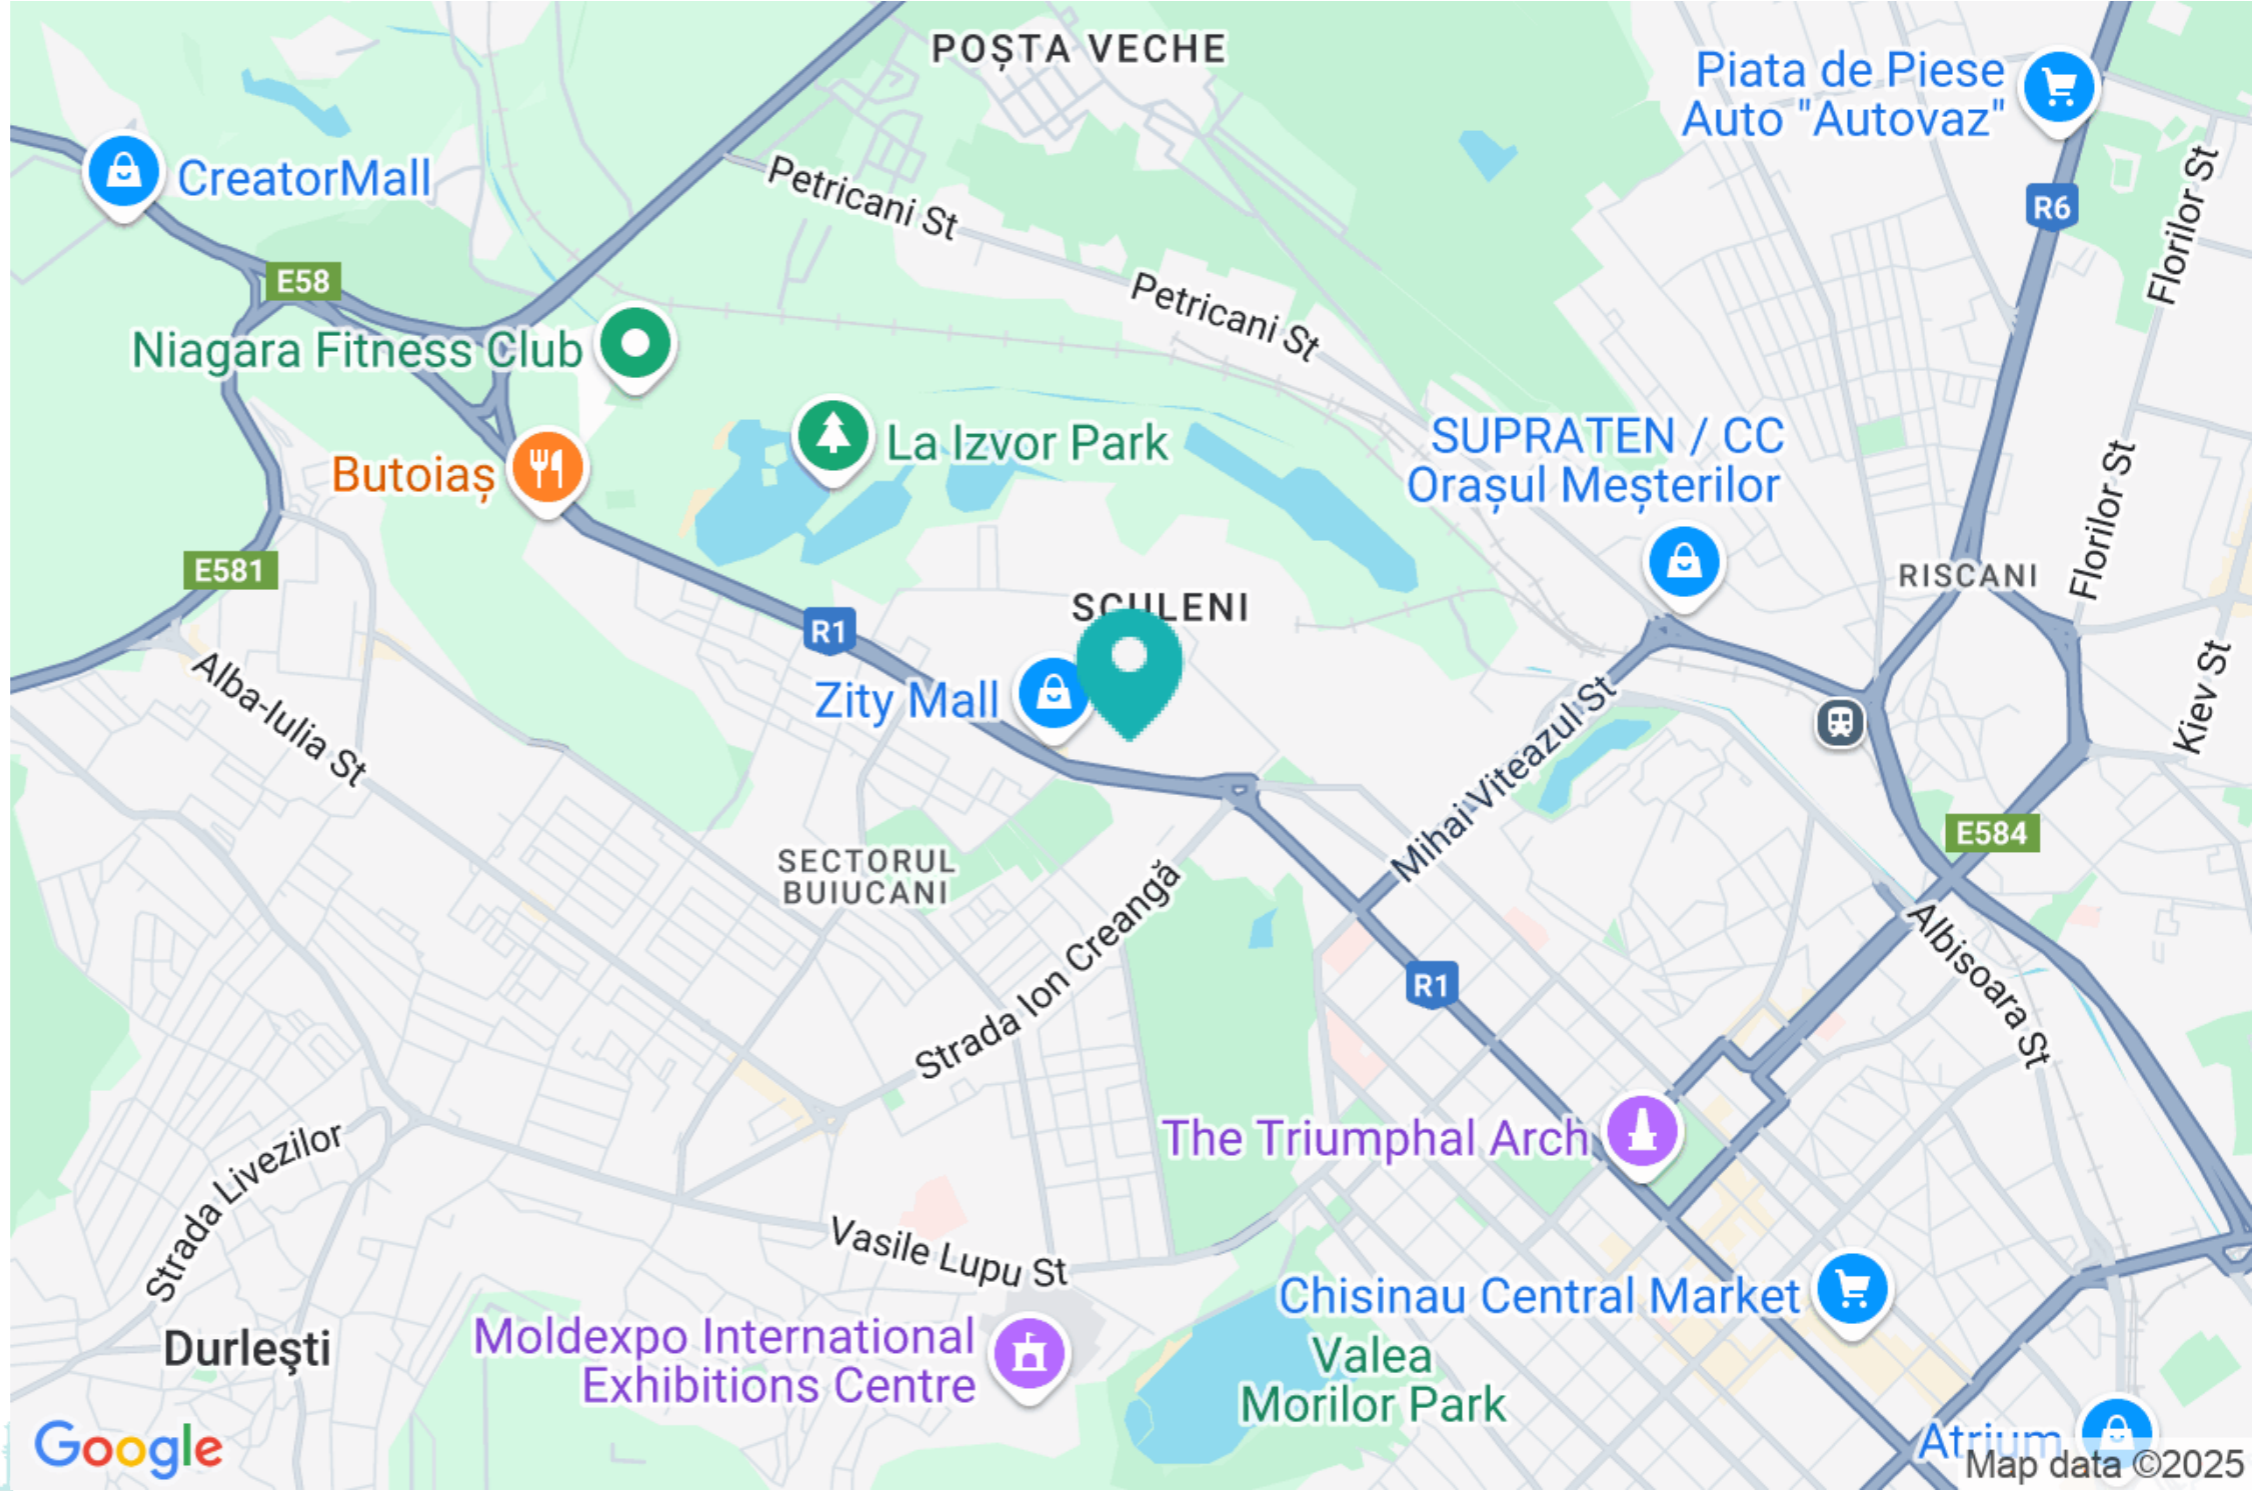 POȘTA VECHE
Piata de Piese
Auto "Autovaz"
CreatorMall
Petricani St
R6
Florilor St
E58
Petricani St
Niagara Fitness Club
La Izvor Park
SUPRATEN / CC
Orașul Meșterilor
Butoiaș
Florilor St
E581
RISCANI
SCULENI
R1
Alba-Iulia St
Zity Mall
Mihai Viteazul St
Kiev St
E584
SECTORUL
BUIUCANI
Strada Ion Creangă
Albisoara St
R1
The Triumphal Arch
Strada Livezilor
Vasile Lupu St
Chisinau Central Market
Durleşti
Moldexpo International
Exhibitions Centre
Valea
Morilor Park
Google
Atrium
Map data ©2025